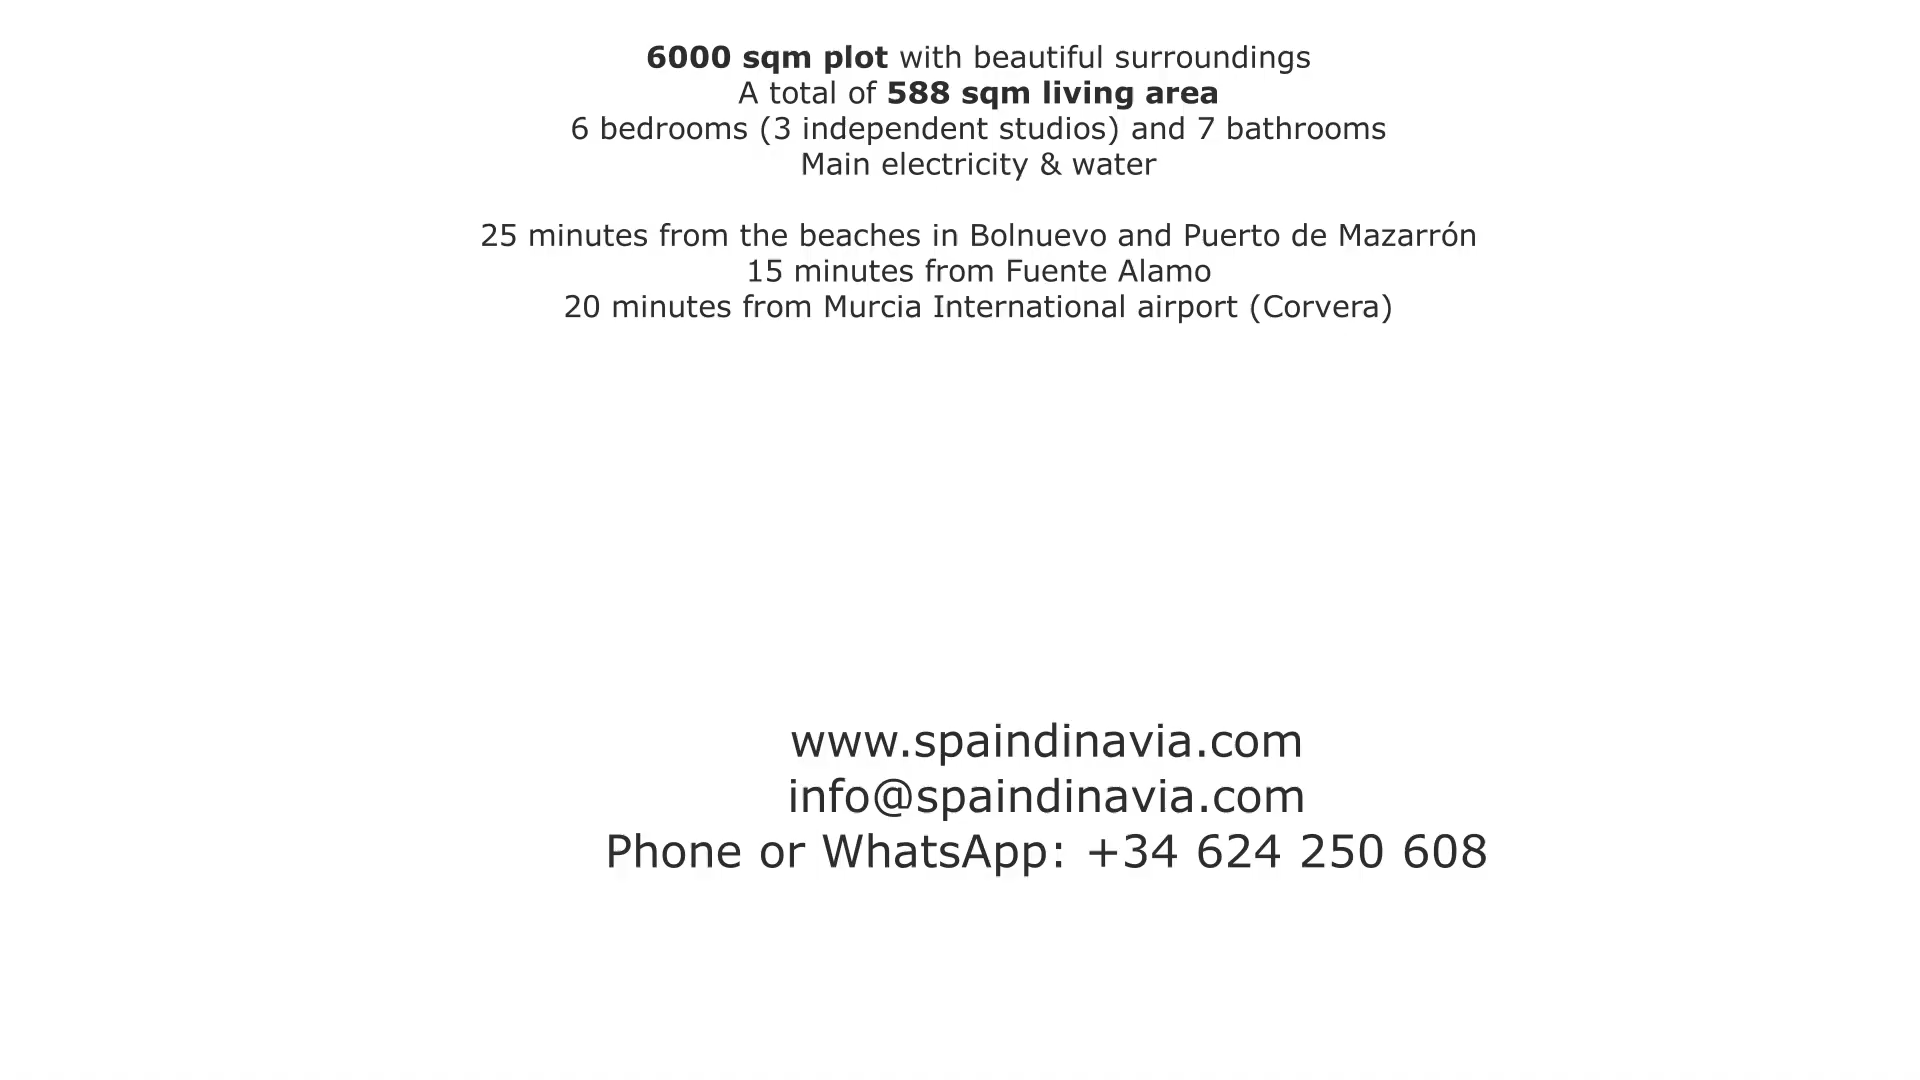 6000 sqm plot with beautiful surroundings
A total of 588 sqm living area
6 bedrooms (3 independent studios) and 7 bathrooms
Main electricity & water
25 minutes from the beaches in Bolnuevo and Puerto de Mazarrón
15 minutes from Fuente Alamo
20 minutes from Murcia International airport (Corvera)
www.spaindinavia.com
info@spaindinavia.com
Phone or WhatsApp: +34 624 250 608